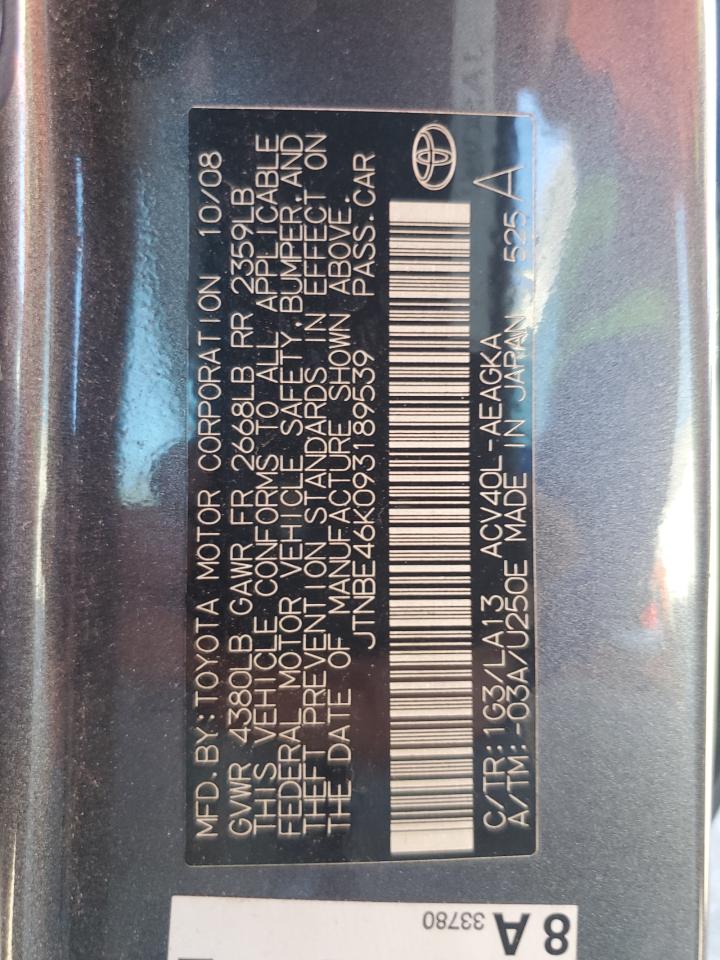 MFD.BY:TOYOTA MOTOR CORPORATION 10/08
GVWR 4380LB GAWR FR 2668LB RR 2359LB
THIS VEHICLE CONFORMS TO ALL APPLICABLE
FEDERAL MOTOR VEHICLE SAFETY,BUMPER,AND
THEFT PREVENTION STANDARDS IN EFFECT ON
THE DATE OF MANUFACTURE SHOWN ABOVE.
JTNBE46K093189539 PASS.CAR
C/TR:1G3/LA13 ACV40L-AEAGKA
A/TM:-03A/U250E MADE IN JAPAN 525 A
8A
33780